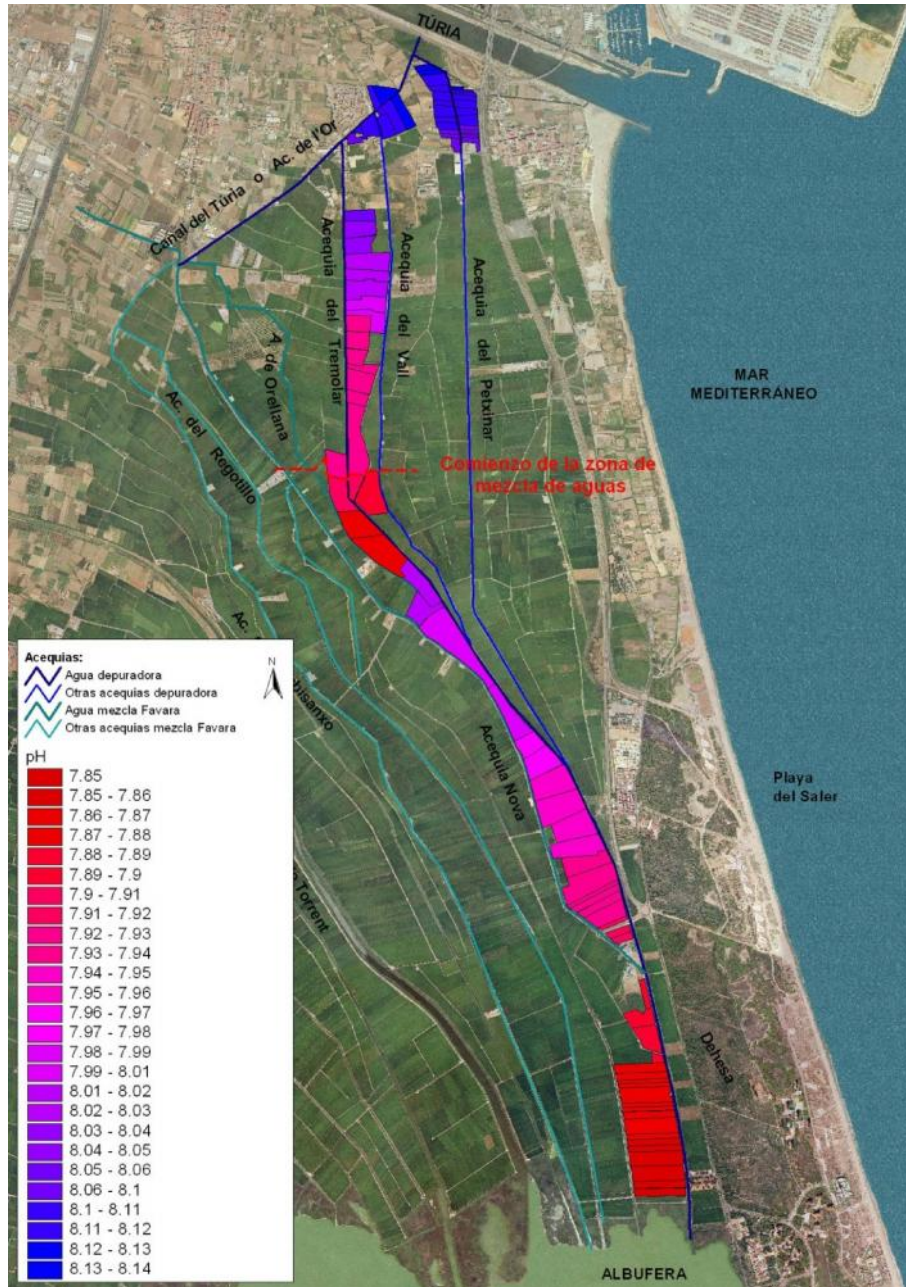 TÚRIA
Canal del Túria o Ac. de l'Or
Acequia del Tremolar
Acequia del Vall
Acequia del Petxinar
A. de Orellana
Ac. del Regotillo
MAR
MEDITERRÁNEO
Comienzo de la zona de
mezcla de aguas
Acequia Nova
Playa
del Saler
Dehesa
ALBUFERA
Torrent
Acequias:
N
Agua depuradora
Otras acequias depuradora
Agua mezcla Favara
Otras acequias mezcla Favara
pH
7.85
7.85 - 7.86
7.86 - 7.87
7.87 - 7.88
7.88 - 7.89
7.89 - 7.9
7.9 - 7.91
7.91 - 7.92
7.92 - 7.93
7.93 - 7.94
7.94 - 7.95
7.95 - 7.96
7.96 - 7.97
7.97 - 7.98
7.98 - 7.99
7.99 - 8.01
8.01 - 8.02
8.02 - 8.03
8.03 - 8.04
8.04 - 8.05
8.05 - 8.06
8.06 - 8.1
8.1 - 8.11
8.11 - 8.12
8.12 - 8.13
8.13 - 8.14